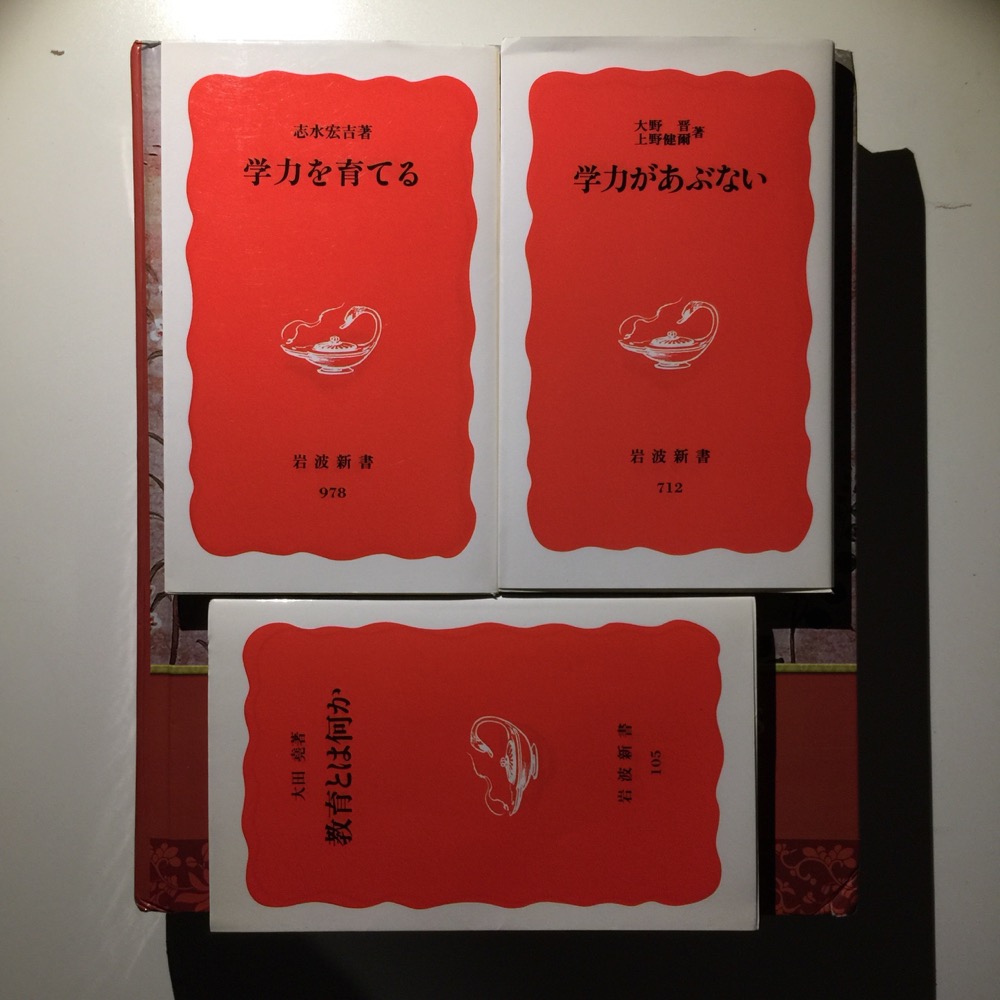 志水宏吉著
学力を育てる
岩波新書
978
大野 晋
上野健爾
著
学力があぶない
岩波新書
712
大田 堯著
教育とは何か
岩波新書
105